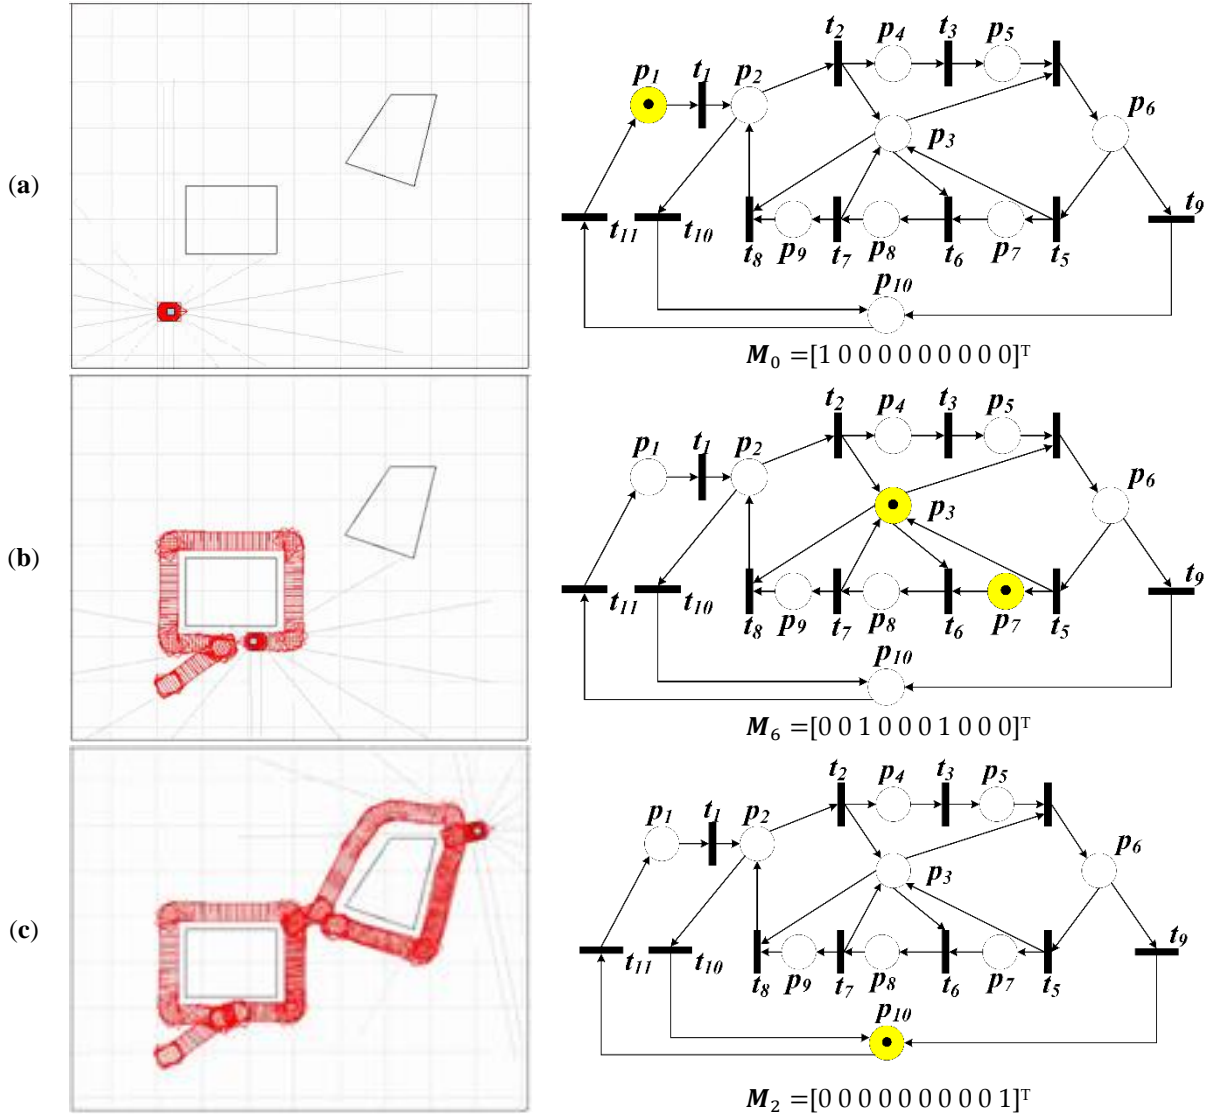 (a)
t2 p4 t3 p5
p1 t1 p2 p6
p3
t11 t10 t8 p9 t7 p8 t6 p7 t5 t9
p10
M0 =[1 0 0 0 0 0 0 0 0 0]T
(b)
t2 p4 t3 p5
p1 t1 p2 p6
p3
t11 t10 t8 p9 t7 p8 t6 p7 t5 t9
p10
M6 =[0 0 1 0 0 0 1 0 0 0]T
(c)
t2 p4 t3 p5
p1 t1 p2 p6
p3
t11 t10 t8 p9 t7 p8 t6 p7 t5 t9
p10
M2 =[0 0 0 0 0 0 0 0 0 1]T